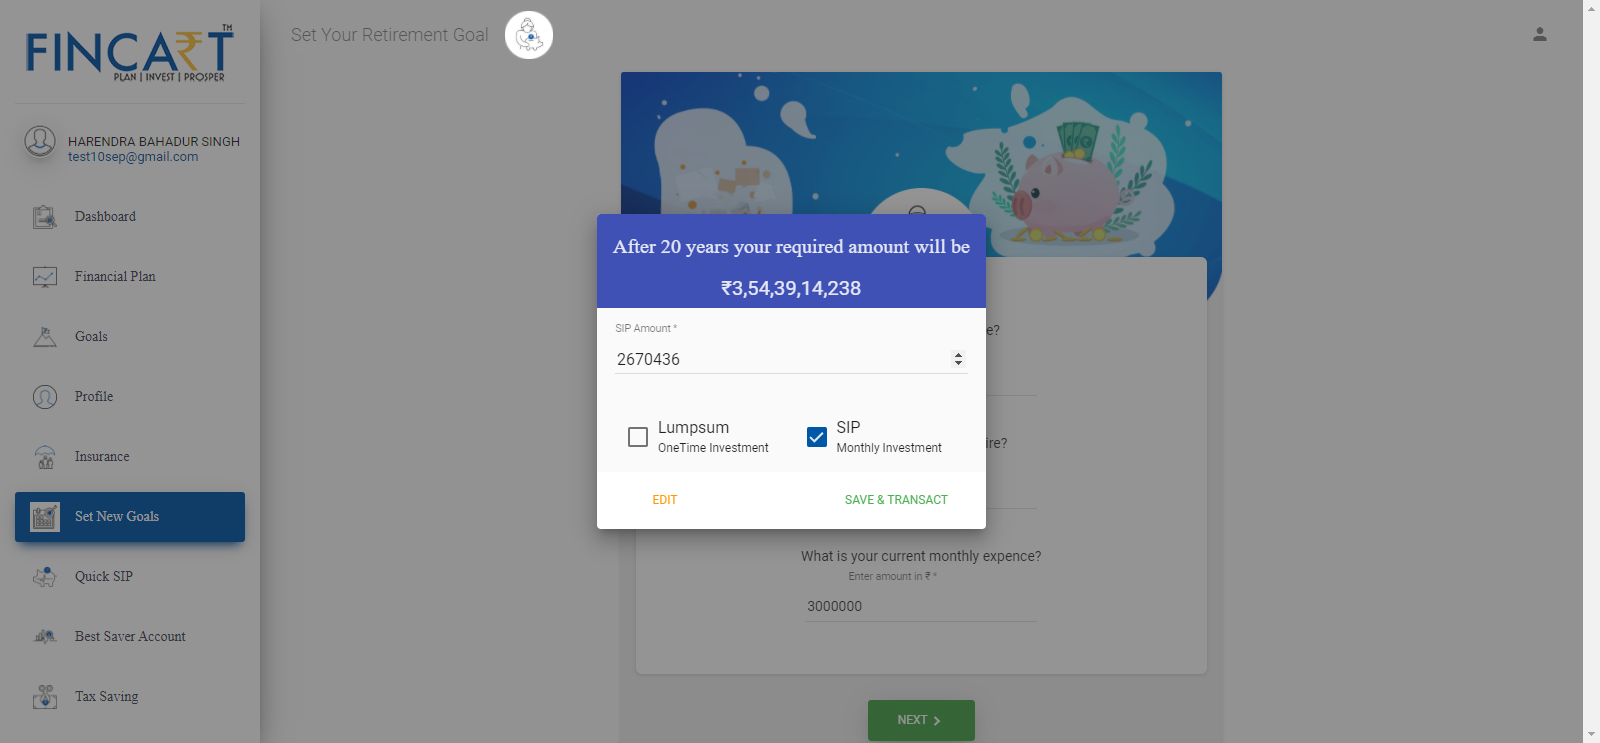 FINCART
TM
PLAN | INVEST | PROSPER
HARENDRA BAHADUR SINGH
test10sep@gmail.com
Dashboard
Financial Plan
Goals
Profile
Insurance
Set New Goals
Quick SIP
Best Saver Account
Tax Saving
Set Your Retirement Goal
After 20 years your required amount will be
₹3,54,39,14,238
SIP Amount *
2670436
Lumpsum
OneTime Investment
SIP
Monthly Investment
EDIT
SAVE & TRANSACT
What is your current monthly expence?
Enter amount in ₹ *
3000000
NEXT